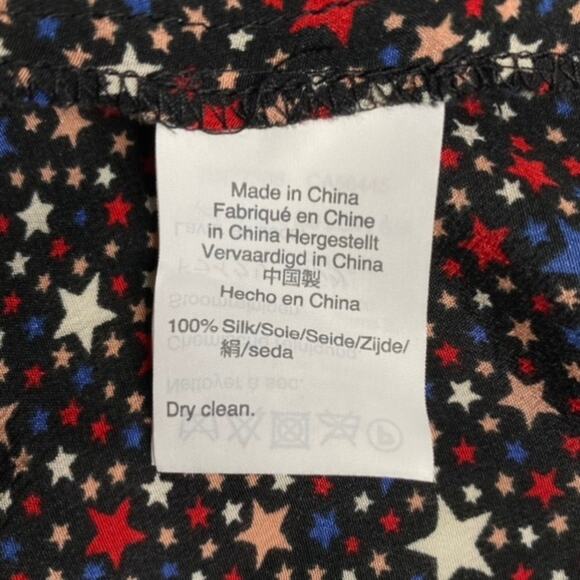 Made in China
Fabriqué en Chine
in China Hergestellt
Vervaardigd in China
中国製
Hecho en China
100% Silk/Soie/Seide/Zijde/
絹/seda
Dry clean.